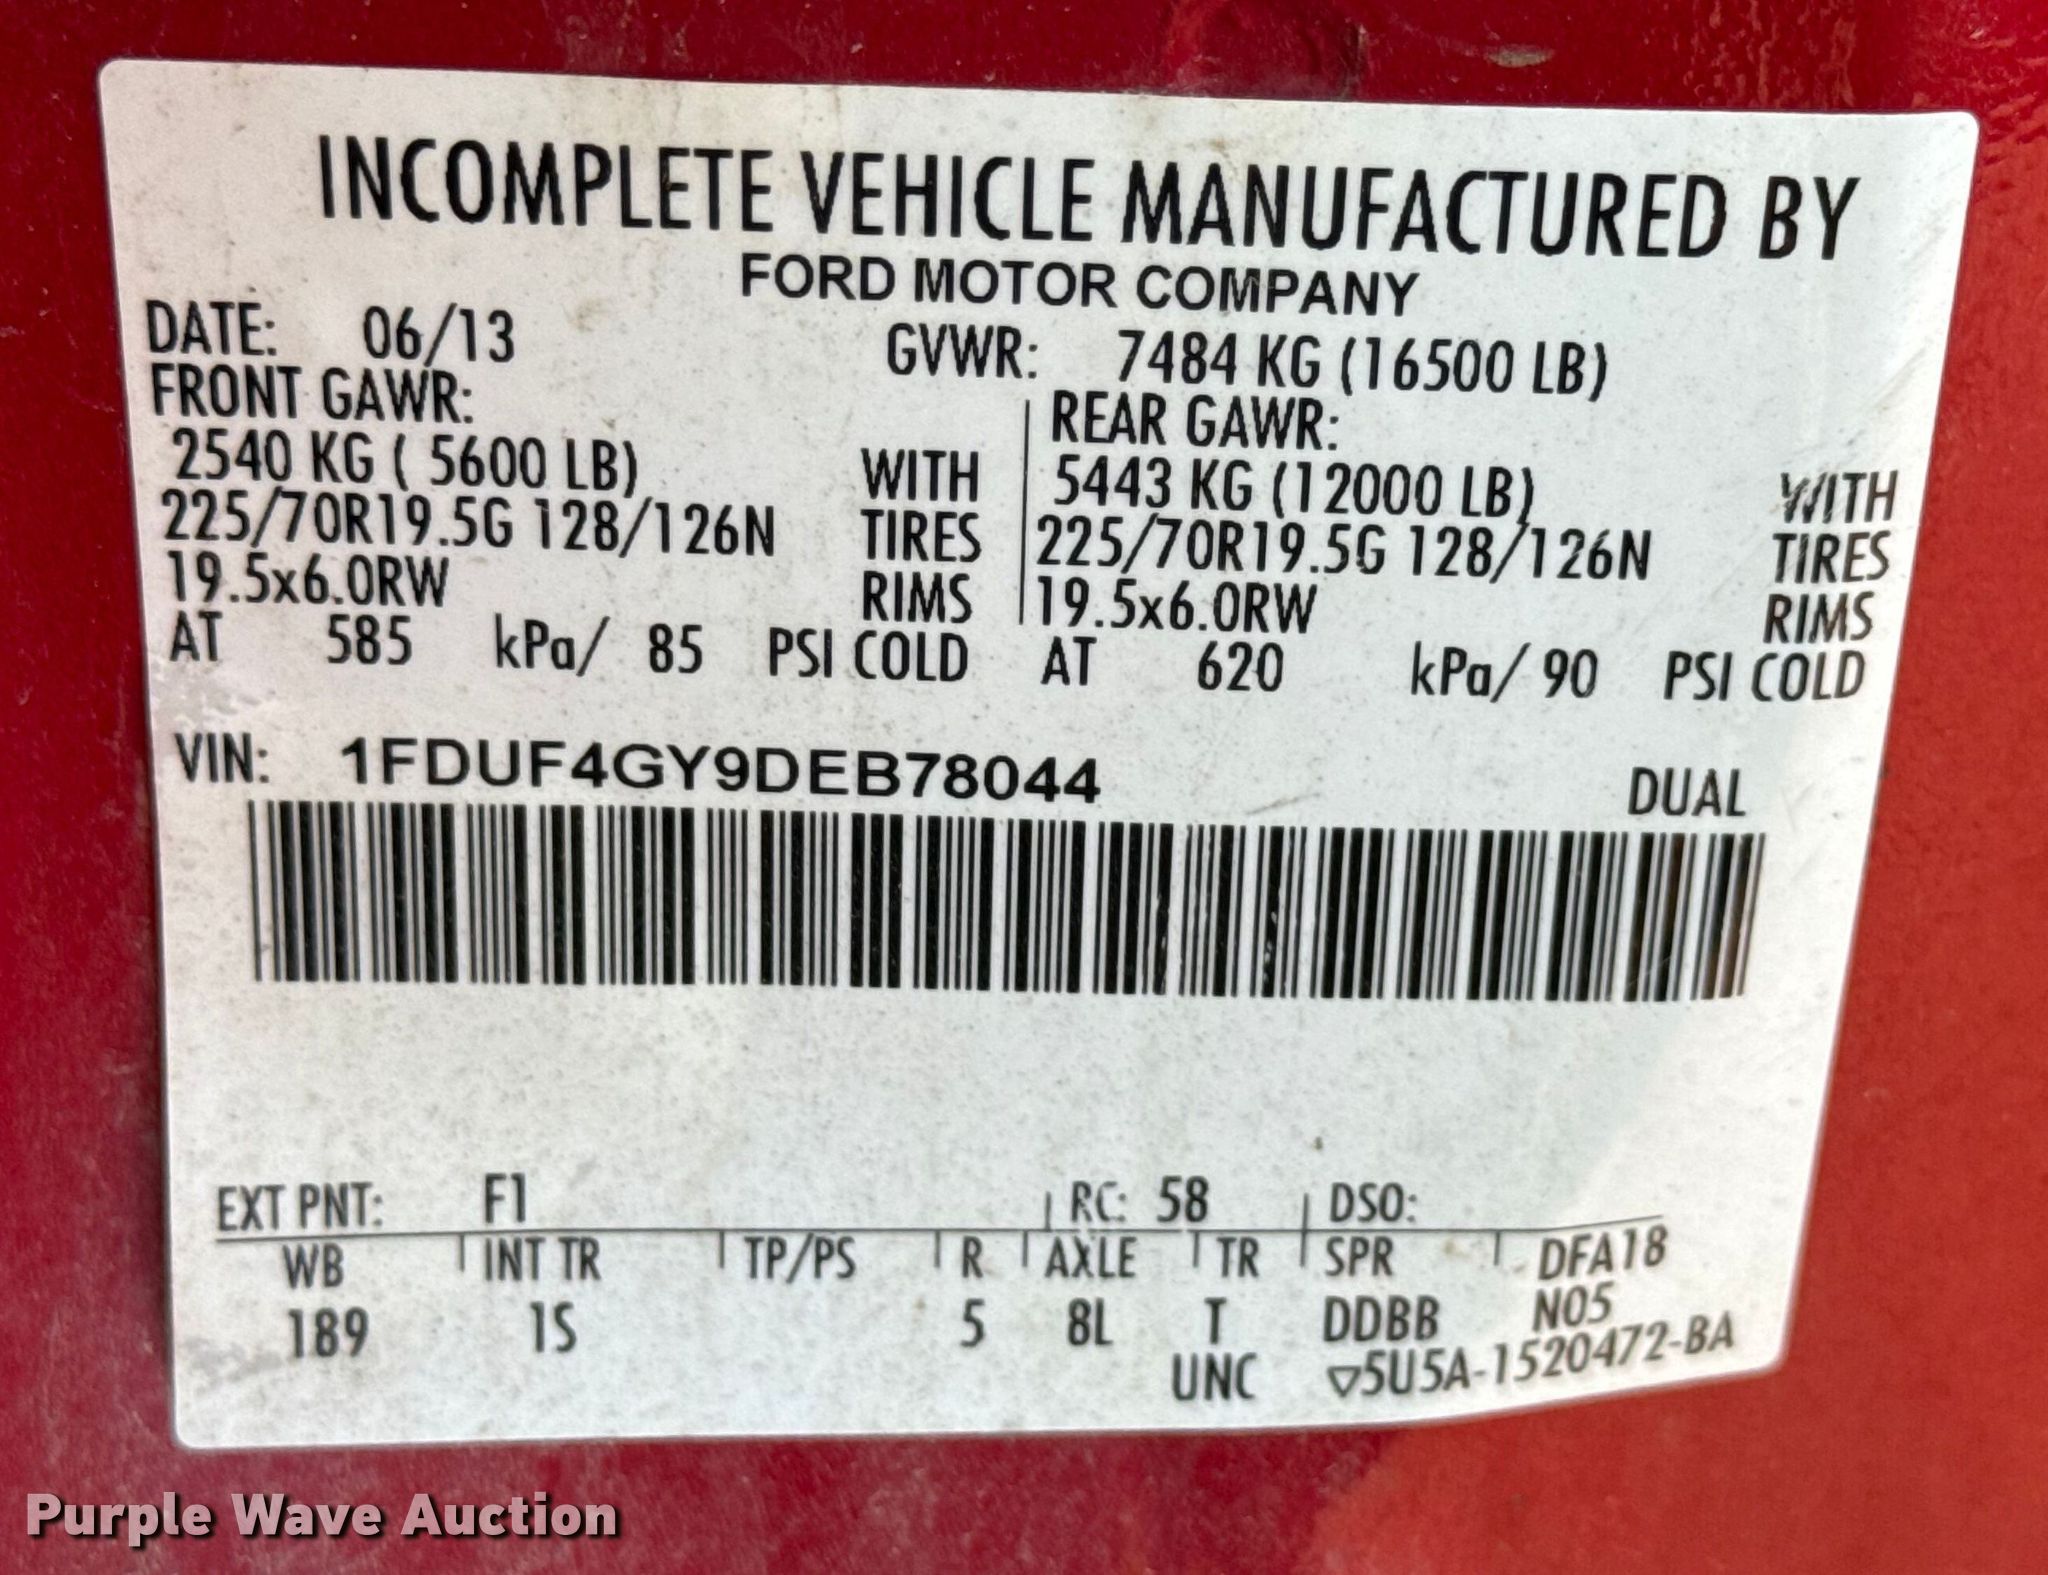 INCOMPLETE VEHICLE MANUFACTURED BY
FORD MOTOR COMPANY
DATE: 06/13 GVWR: 7484 KG (16500 LB)
FRONT GAWR: REAR GAWR:
2540 KG ( 5600 LB) WITH 5443 KG (12000 LB) WITH
225/70R19.5G 128/126N TIRES 225/70R19.5G 128/126N TIRES
19.5x6.0RW RIMS 19.5x6.0RW RIMS
AT 585 kPa/ 85 PSI COLD AT 620 kPa/ 90 PSI COLD
VIN: 1FDUF4GY9DEB78044 DUAL
EXT PNT: F1 RC: 58 DSO:
WB INT TR TP/PS R AXLE TR SPR DFA18
189 1S 5 8L T DDBB N05
UNC ▽5U5A-1520472-BA
Purple Wave Auction